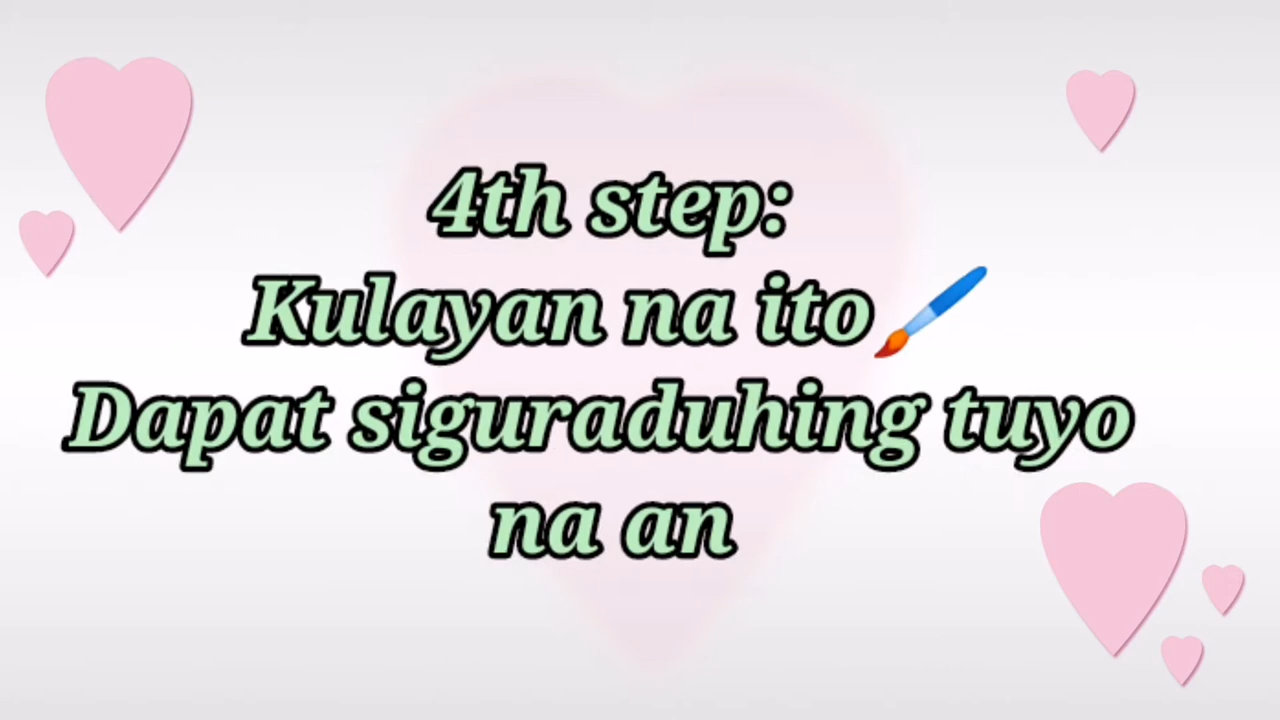 4th step:
Kulayan na ito🖌️
Dapat siguraduhing tuyo
na an